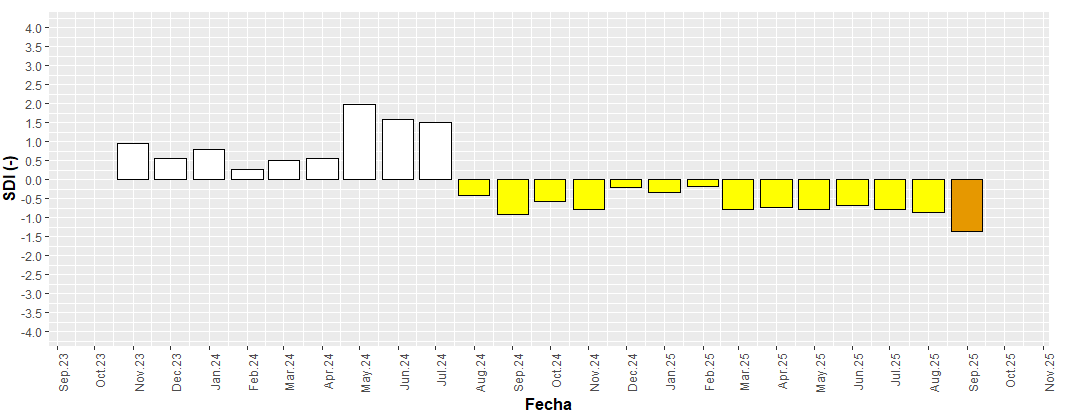 SDI (-)
4.0
3.5
3.0
2.5
2.0
1.5
1.0
0.5
0.0
-0.5
-1.0
-1.5
-2.0
-2.5
-3.0
-3.5
-4.0
Sep.23
Oct.23
Nov.23
Dec.23
Jan.24
Feb.24
Mar.24
Apr.24
May.24
Jun.24
Jul.24
Aug.24
Sep.24
Oct.24
Nov.24
Dec.24
Jan.25
Feb.25
Mar.25
Apr.25
May.25
Jun.25
Jul.25
Aug.25
Sep.25
Oct.25
Nov.25
Fecha